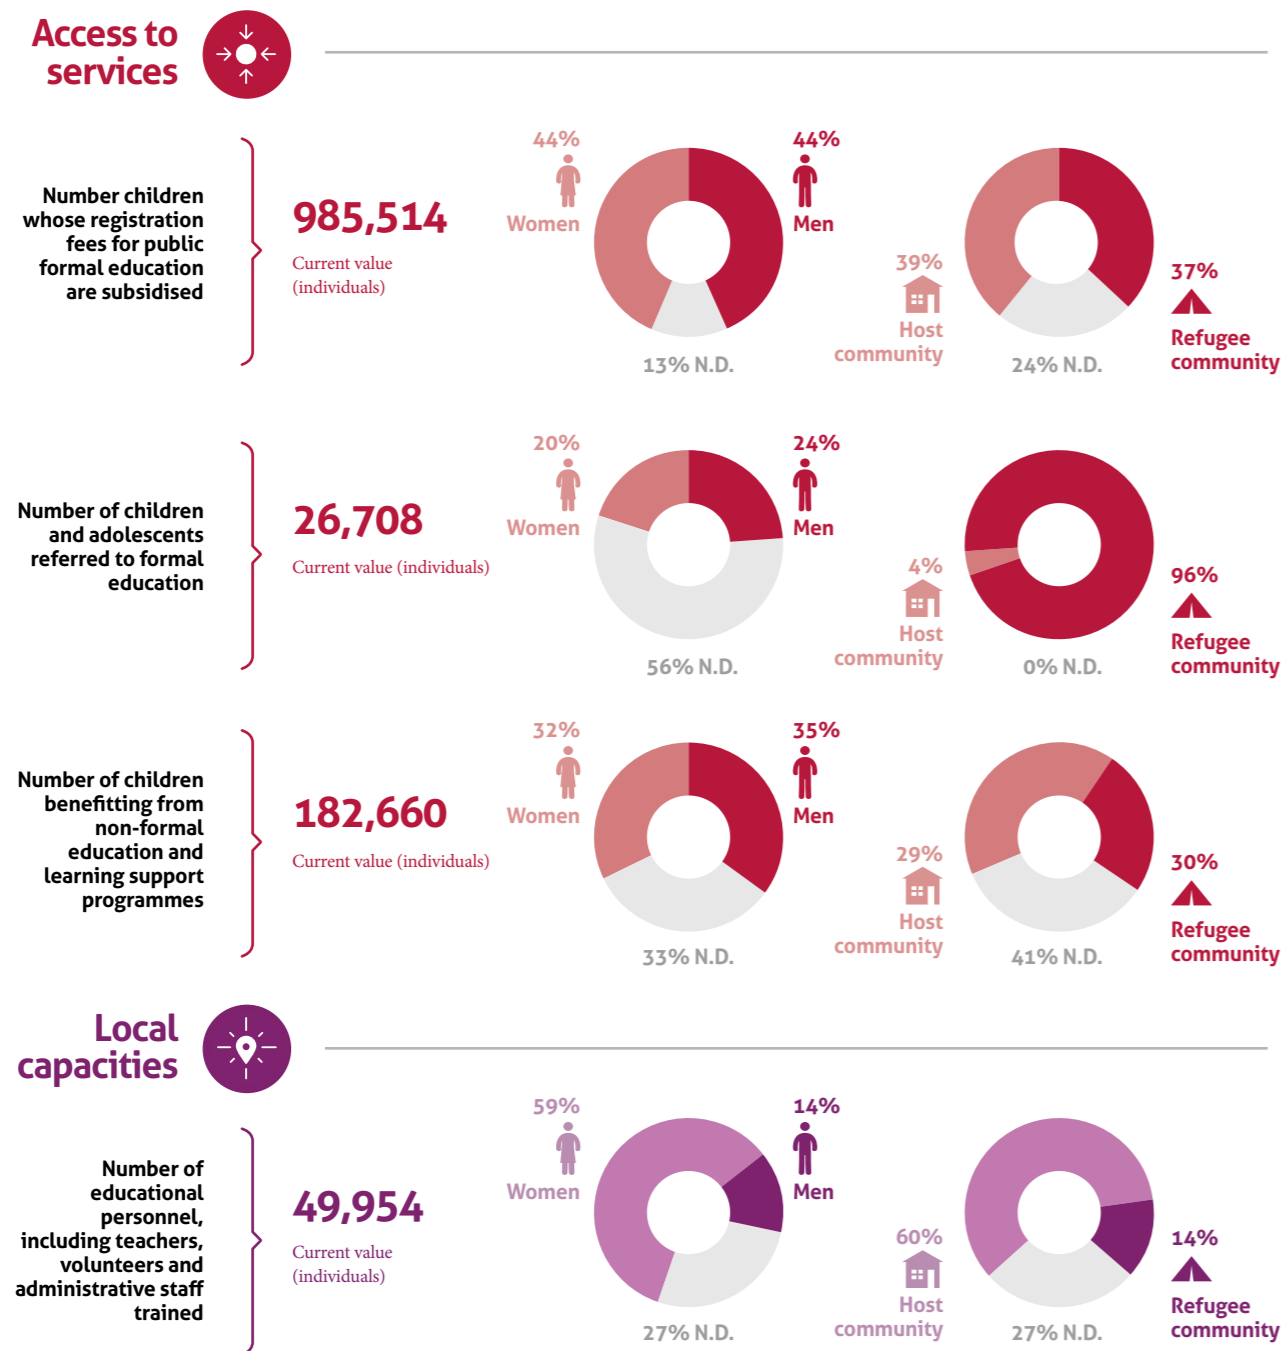 Access to
services
Number children
whose registration
fees for public
formal education
are subsidised
985,514
Current value
(individuals)
44%
Women
44%
Men
13% N.D.
39%
Host
community
37%
Refugee
community
24% N.D.
Number of children
and adolescents
referred to formal
education
26,708
Current value (individuals)
20%
Women
24%
Men
56% N.D.
4%
Host
community
96%
Refugee
community
0% N.D.
Number of children
benefitting from
non-formal
education and
learning support
programmes
182,660
Current value (individuals)
32%
Women
35%
Men
33% N.D.
29%
Host
community
30%
Refugee
community
41% N.D.
Local
capacities
Number of
educational
personnel,
including teachers,
volunteers and
administrative staff
trained
49,954
Current value
(individuals)
59%
Women
14%
Men
27% N.D.
60%
Host
community
14%
Refugee
community
27% N.D.